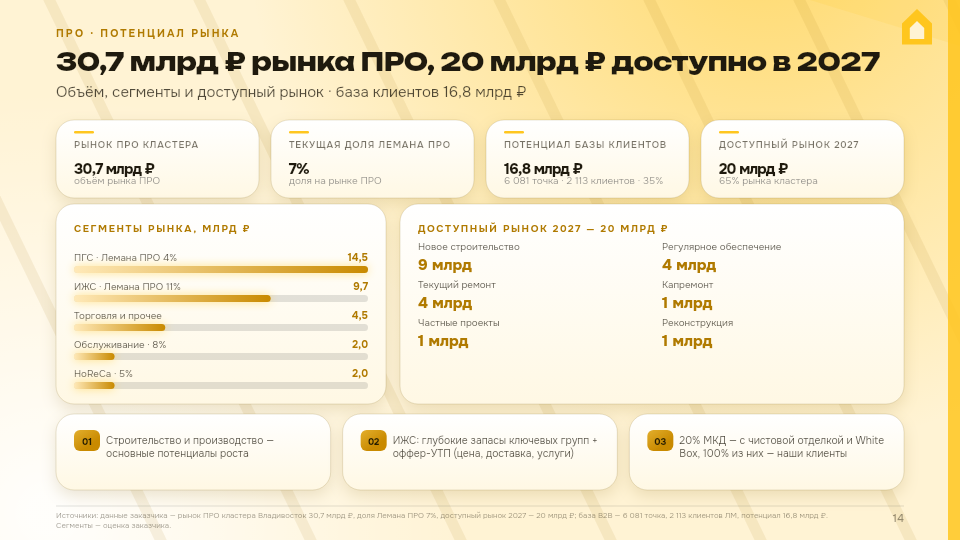 ПРО · ПОТЕНЦИАЛ РЫНКА
30,7 млрд ₽ рынка ПРО, 20 млрд ₽ доступно в 2027
Объём, сегменты и доступный рынок · база клиентов 16,8 млрд ₽
РЫНОК ПРО КЛАСТЕРА
30,7 млрд ₽
объём рынка ПРО
ТЕКУЩАЯ ДОЛЯ ЛЕМАНА ПРО
7%
доля на рынке ПРО
ПОТЕНЦИАЛ БАЗЫ КЛИЕНТОВ
16,8 млрд ₽
6 081 точка · 2 113 клиентов · 35%
ДОСТУПНЫЙ РЫНОК 2027
20 млрд ₽
65% рынка кластера
СЕГМЕНТЫ РЫНКА, МЛРД ₽
ПГС · Лемана ПРО 4% 14,5
ИЖС · Лемана ПРО 11% 9,7
Торговля и прочее 4,5
Обслуживание · 8% 2,0
HoReCa · 5% 2,0
ДОСТУПНЫЙ РЫНОК 2027 — 20 МЛРД ₽
Новое строительство Регулярное обеспечение
9 млрд 4 млрд
Текущий ремонт Капремонт
4 млрд 1 млрд
Частные проекты Реконструкция
1 млрд 1 млрд
01 Строительство и производство —
основные потенциалы роста
02 ИЖС: глубокие запасы ключевых групп +
оффер-УТП (цена, доставка, услуги)
03 20% МКД — с чистовой отделкой и White
Box, 100% из них — наши клиенты
Источники: данные заказчика — рынок ПРО кластера Владивосток 30,7 млрд ₽, доля Лемана ПРО 7%, доступный рынок 2027 — 20 млрд ₽; база B2B — 6 081 точка, 2 113 клиентов ЛМ, потенциал 16,8 млрд ₽.
Сегменты — оценка заказчика.
14